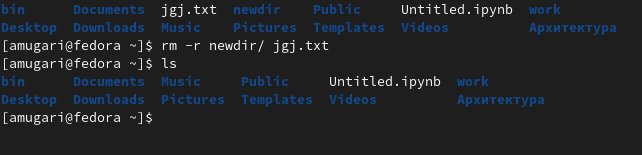 bin Documents jgj.txt newdir Public Untitled.ipynb work
Desktop Downloads Music Pictures Templates Videos Архитектура
[amugari@fedora ~]$ rm -r newdir/ jgj.txt
[amugari@fedora ~]$ ls
bin Documents Music Public Untitled.ipynb work
Desktop Downloads Pictures Templates Videos Архитектура
[amugari@fedora ~]$